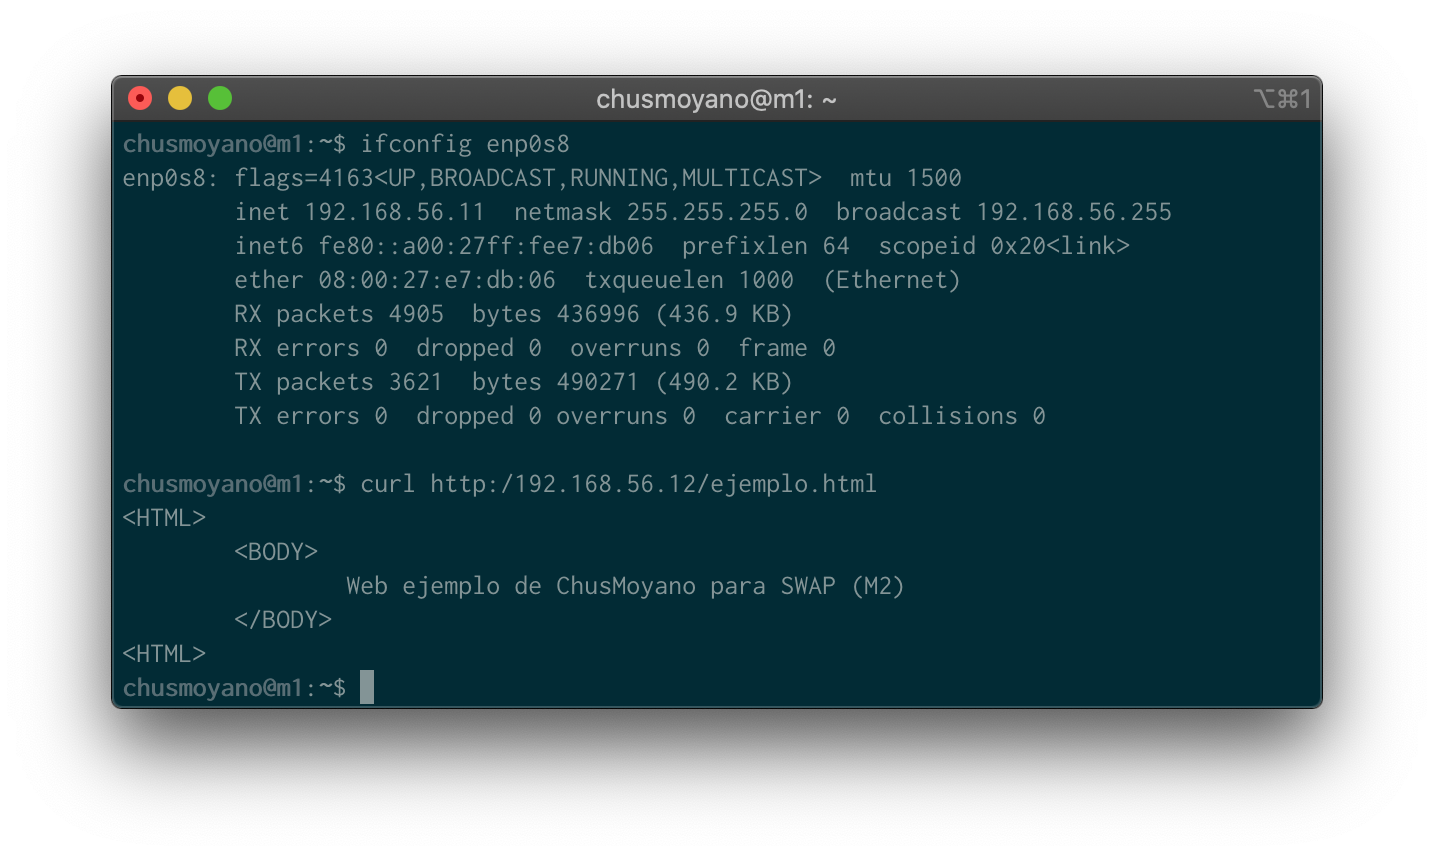 chusmoyano@m1: ~ ⌥⌘1
chusmoyano@m1:~$ ifconfig enp0s8
enp0s8: flags=4163<UP,BROADCAST,RUNNING,MULTICAST>  mtu 1500
        inet 192.168.56.11  netmask 255.255.255.0  broadcast 192.168.56.255
        inet6 fe80::a00:27ff:fee7:db06  prefixlen 64  scopeid 0x20<link>
        ether 08:00:27:e7:db:06  txqueuelen 1000  (Ethernet)
        RX packets 4905  bytes 436996 (436.9 KB)
        RX errors 0  dropped 0  overruns 0  frame 0
        TX packets 3621  bytes 490271 (490.2 KB)
        TX errors 0  dropped 0 overruns 0  carrier 0  collisions 0

chusmoyano@m1:~$ curl http:/192.168.56.12/ejemplo.html
<HTML>
        <BODY>
                Web ejemplo de ChusMoyano para SWAP (M2)
        </BODY>
<HTML>
chusmoyano@m1:~$